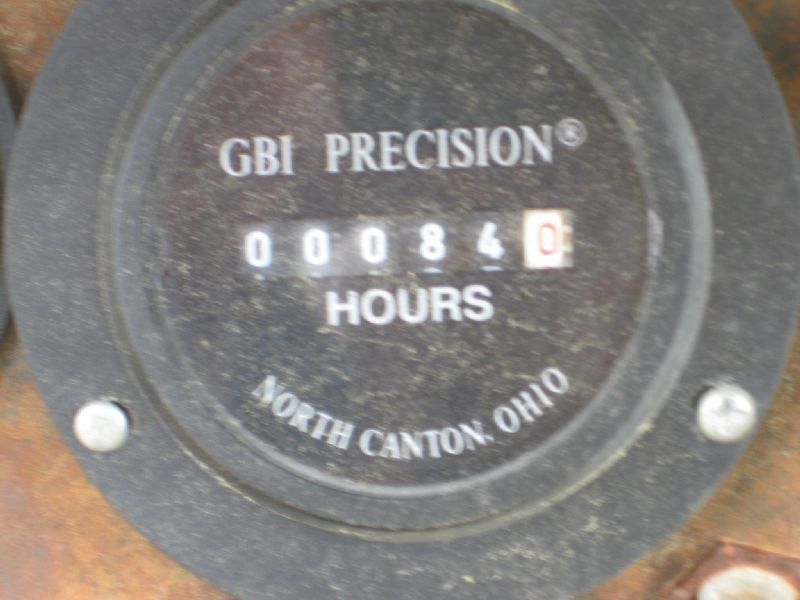 GBI PRECISION®
000840
HOURS
NORTH CANTON, OHIO